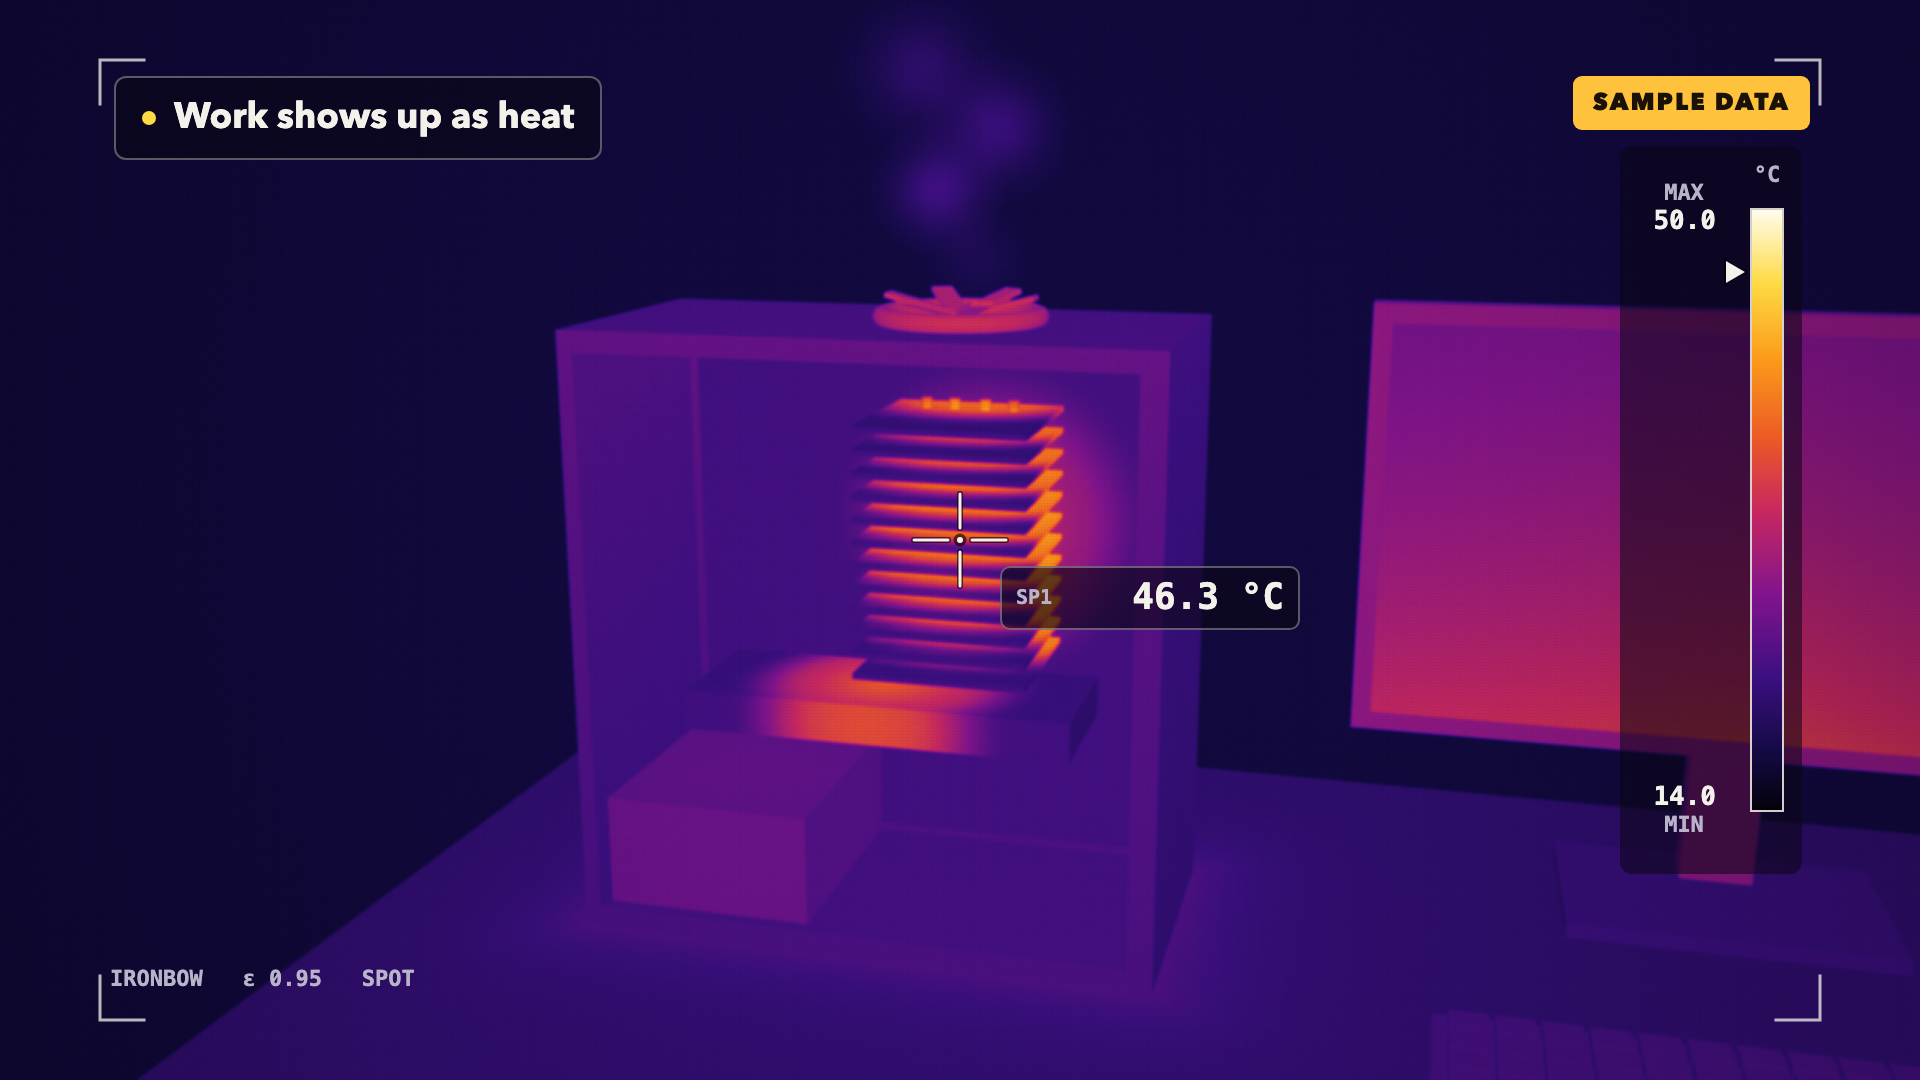 Work shows up as heat
SAMPLE DATA
°C
MAX
50.0
SP1 46.3 °C
14.0
MIN
IRONBOW ε 0.95 SPOT